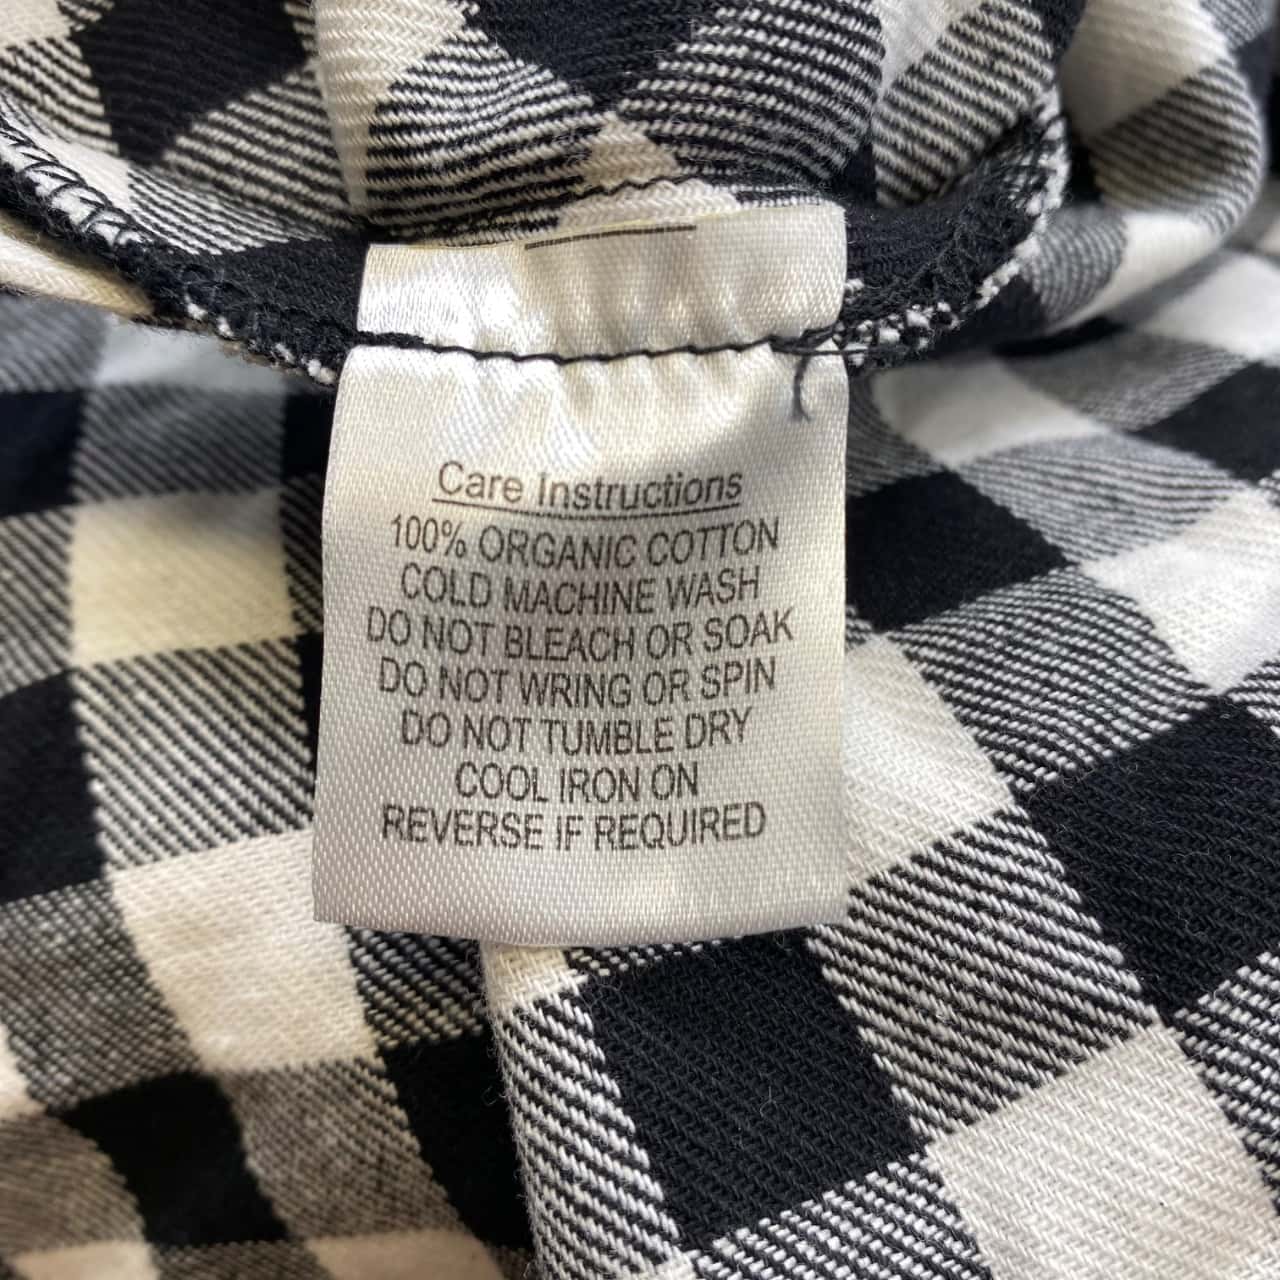 Care Instructions
100% ORGANIC COTTON
COLD MACHINE WASH
DO NOT BLEACH OR SOAK
DO NOT WRING OR SPIN
DO NOT TUMBLE DRY
COOL IRON ON
REVERSE IF REQUIRED